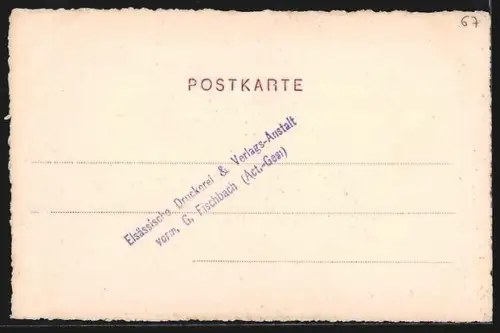 67
POSTKARTE
Elsässische Druckerei & Verlags-Anstalt
vorm. G. Fischbach (Act.-Ges!)